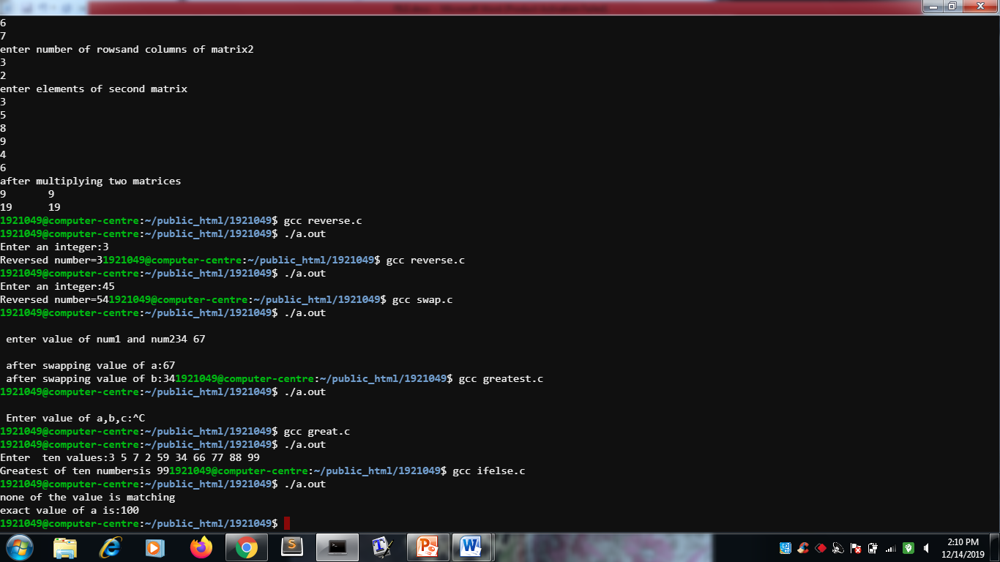 6
7
enter number of rowsand columns of matrix2
3
2
enter elements of second matrix
3
5
8
9
4
6
after multiplying two matrices
9       9
19      19
1921049@computer-centre:~/public_html/1921049$ gcc reverse.c
1921049@computer-centre:~/public_html/1921049$ ./a.out
Enter an integer:3
Reversed number=31921049@computer-centre:~/public_html/1921049$ gcc reverse.c
1921049@computer-centre:~/public_html/1921049$ ./a.out
Enter an integer:45
Reversed number=541921049@computer-centre:~/public_html/1921049$ gcc swap.c
1921049@computer-centre:~/public_html/1921049$ ./a.out
 enter value of num1 and num234 67
 after swapping value of a:67
 after swapping value of b:341921049@computer-centre:~/public_html/1921049$ gcc greatest.c
1921049@computer-centre:~/public_html/1921049$ ./a.out
 Enter value of a,b,c:^C
1921049@computer-centre:~/public_html/1921049$ gcc great.c
1921049@computer-centre:~/public_html/1921049$ ./a.out
Enter  ten values:3 5 7 2 59 34 66 77 88 99
Greatest of ten numbersis 991921049@computer-centre:~/public_html/1921049$ gcc ifelse.c
1921049@computer-centre:~/public_html/1921049$ ./a.out
none of the value is matching
exact value of a is:100
1921049@computer-centre:~/public_html/1921049$
2:10 PM
12/14/2019